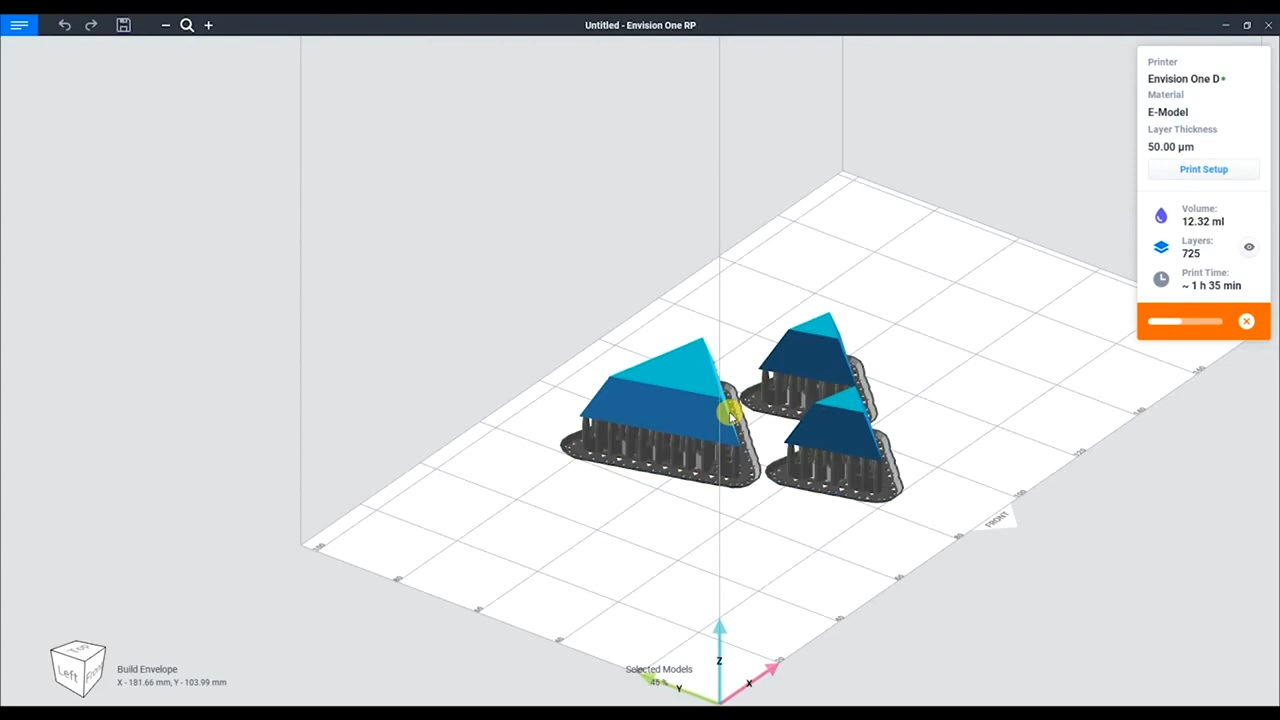 Untitled - Envision One RP
Printer
Envision One D
Material
E-Model
Layer Thickness
50.00 µm
Print Setup
Volume:
12.32 ml
Layers:
725
Print Time:
~ 1 h 35 min
FRONT
Top
Left
Front
Build Envelope
X - 181.66 mm, Y - 103.99 mm
Selected Models
45 %
Z
Y
X